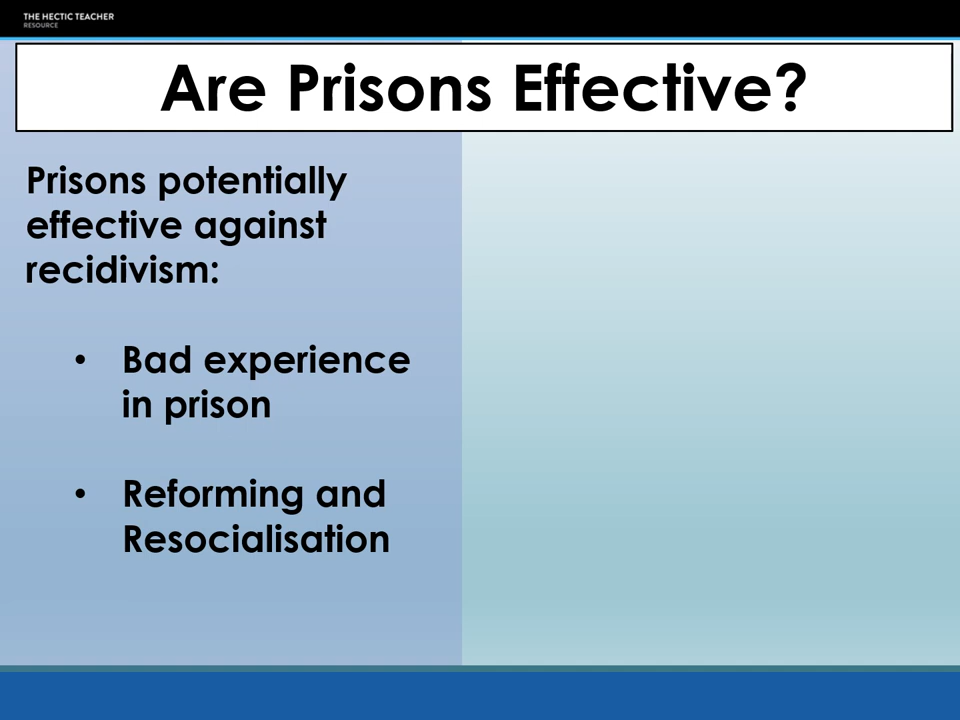 THE HECTIC TEACHER
RESOURCE
Are Prisons Effective?
Prisons potentially
effective against
recidivism:
• Bad experience
in prison
• Reforming and
Resocialisation